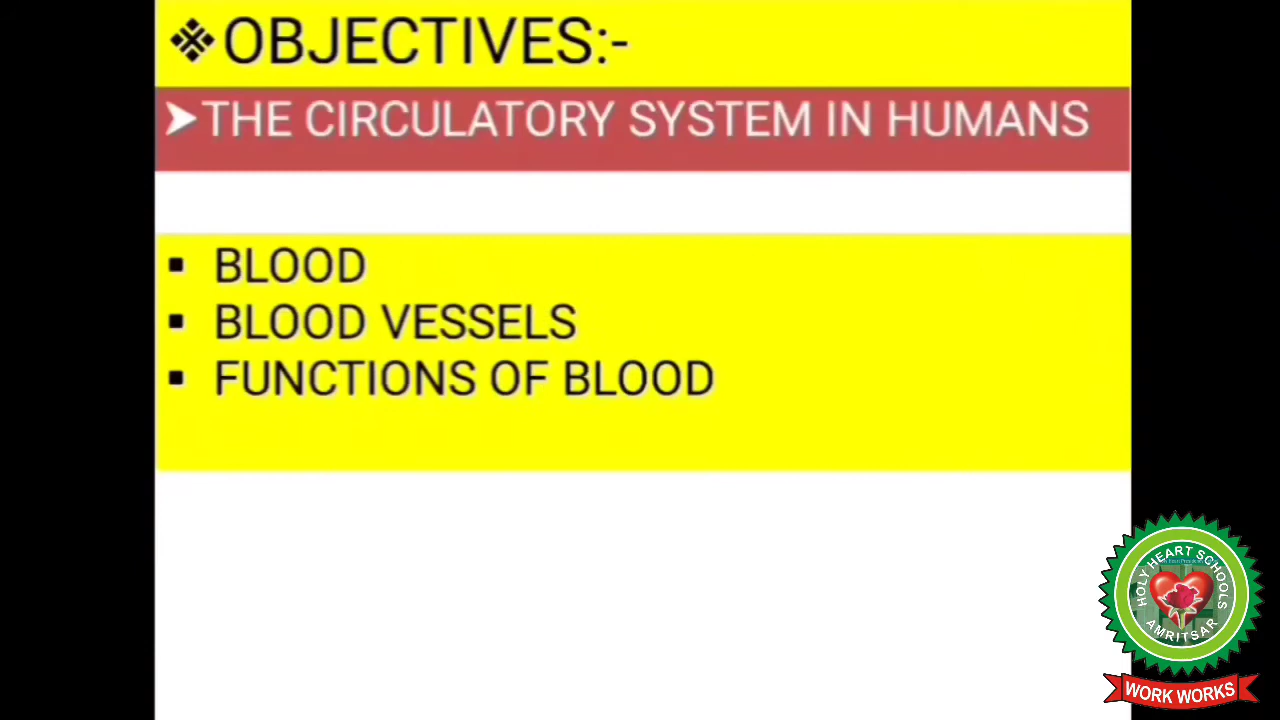 ❖OBJECTIVES:-
➤THE CIRCULATORY SYSTEM IN HUMANS
▪ BLOOD
▪ BLOOD VESSELS
▪ FUNCTIONS OF BLOOD
HOLY HEART SCHOOLS
AMRITSAR
WORK WORKS